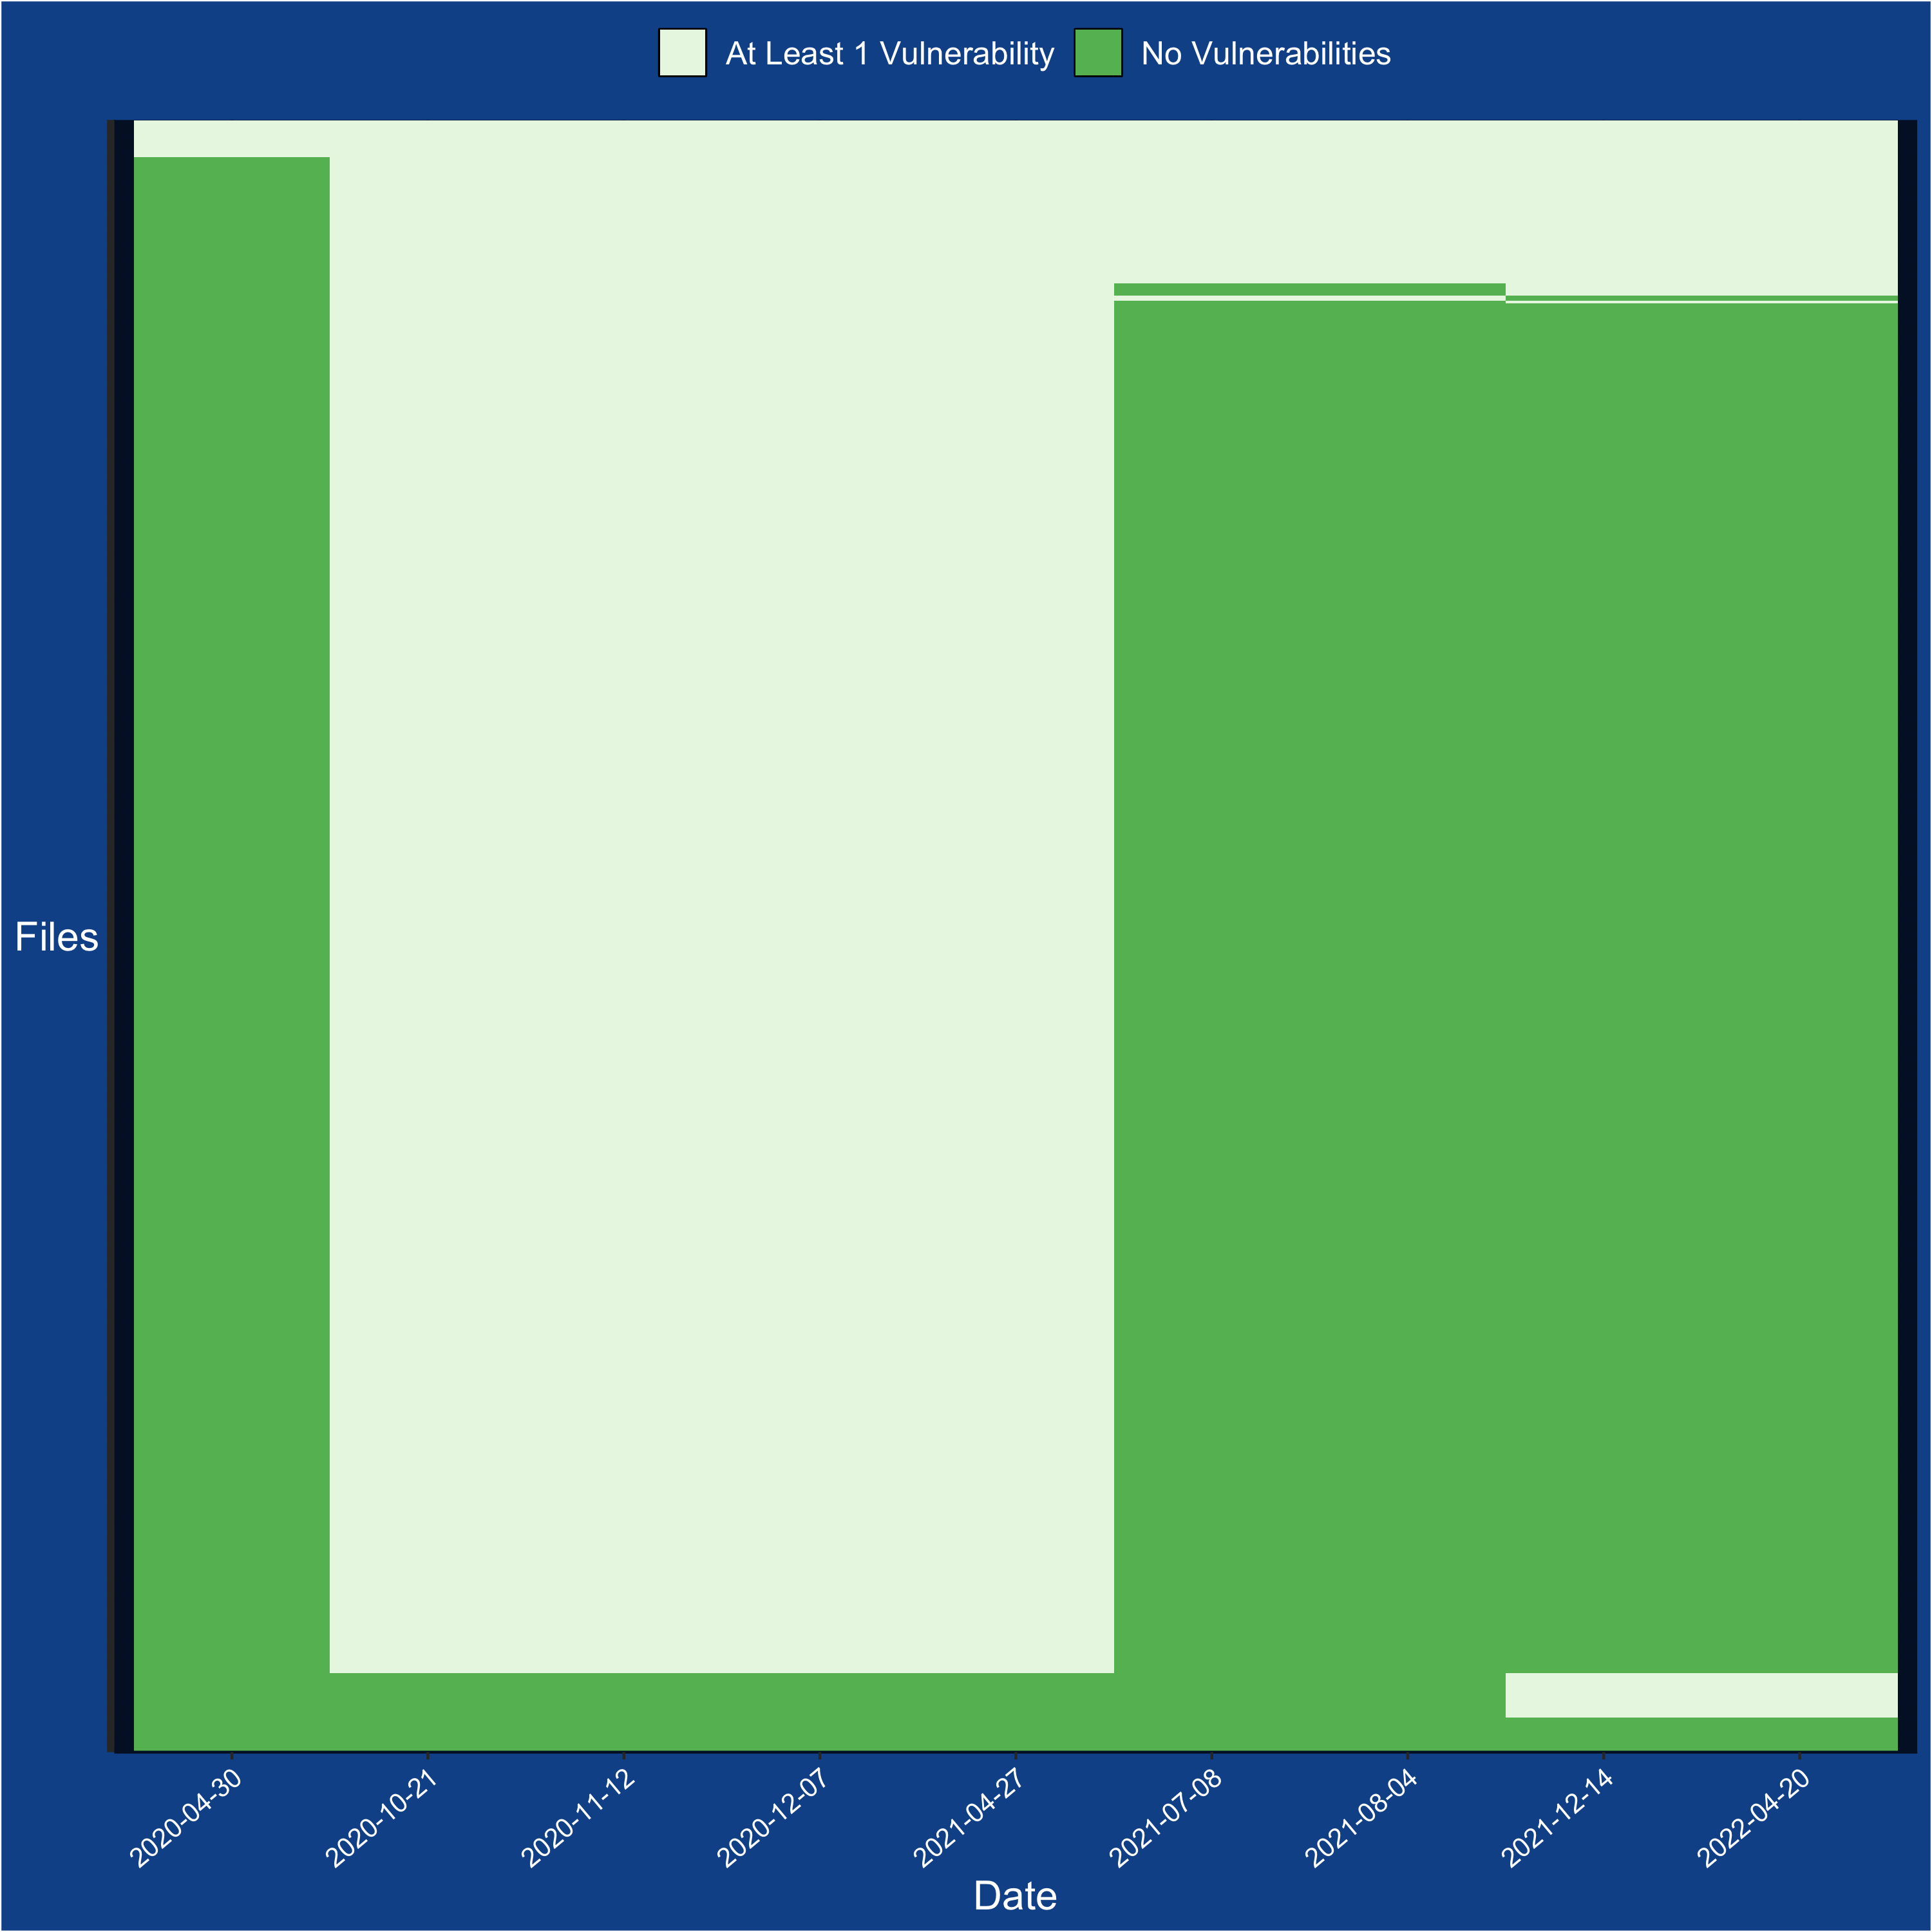 At Least 1 Vulnerability No Vulnerabilities
Files
2020-04-30 2020-10-21 2020-11-12 2020-12-07 2021-04-27 2021-07-08 2021-08-04 2021-12-14 2022-04-20
Date